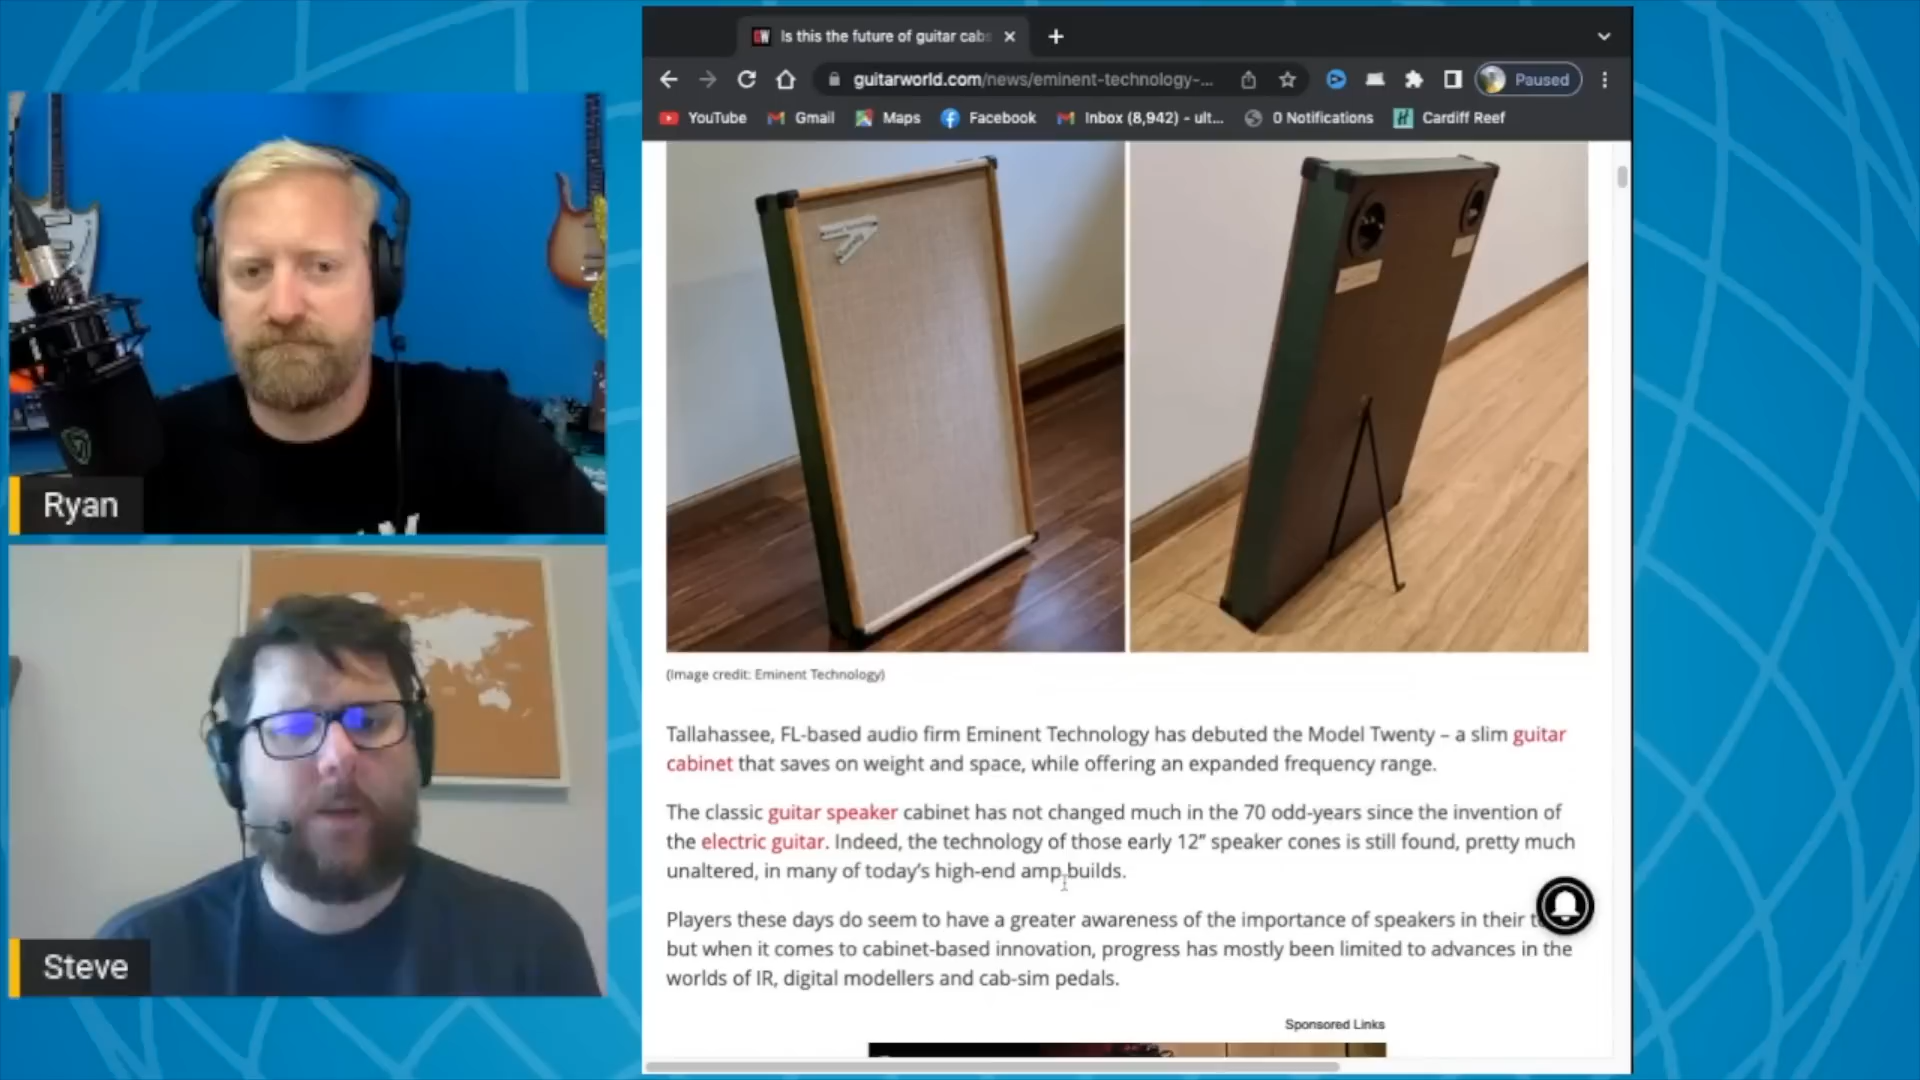 Is this the future of guitar cabs
guitarworld.com/news/eminent-technology-...
Paused
YouTube
Gmail
Maps
Facebook
Inbox (8,942) - ult...
0 Notifications
Cardiff Reef
Ryan
Steve
(Image credit: Eminent Technology)
Tallahassee, FL-based audio firm Eminent Technology has debuted the Model Twenty – a slim guitar
cabinet that saves on weight and space, while offering an expanded frequency range.
The classic guitar speaker cabinet has not changed much in the 70 odd-years since the invention of
the electric guitar. Indeed, the technology of those early 12” speaker cones is still found, pretty much
unaltered, in many of today’s high-end amp builds.
Players these days do seem to have a greater awareness of the importance of speakers in their
but when it comes to cabinet-based innovation, progress has mostly been limited to advances in the
worlds of IR, digital modellers and cab-sim pedals.
Sponsored Links